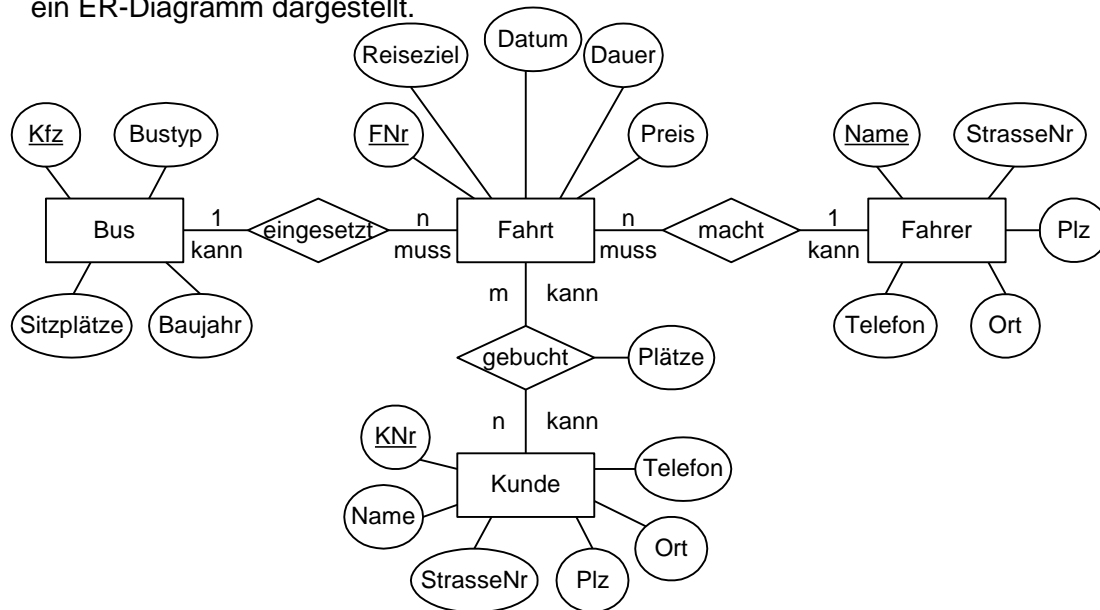 ein ER-Diagramm dargestellt.
Reiseziel
Datum
Dauer
Kfz
Bustyp
FNr
Preis
Name
StrasseNr
Bus
1
kann
eingesetzt
n
muss
Fahrt
n
muss
macht
1
kann
Fahrer
Plz
Sitzplätze
Baujahr
m
kann
Telefon
Ort
gebucht
Plätze
n
kann
KNr
Kunde
Telefon
Name
Ort
StrasseNr
Plz